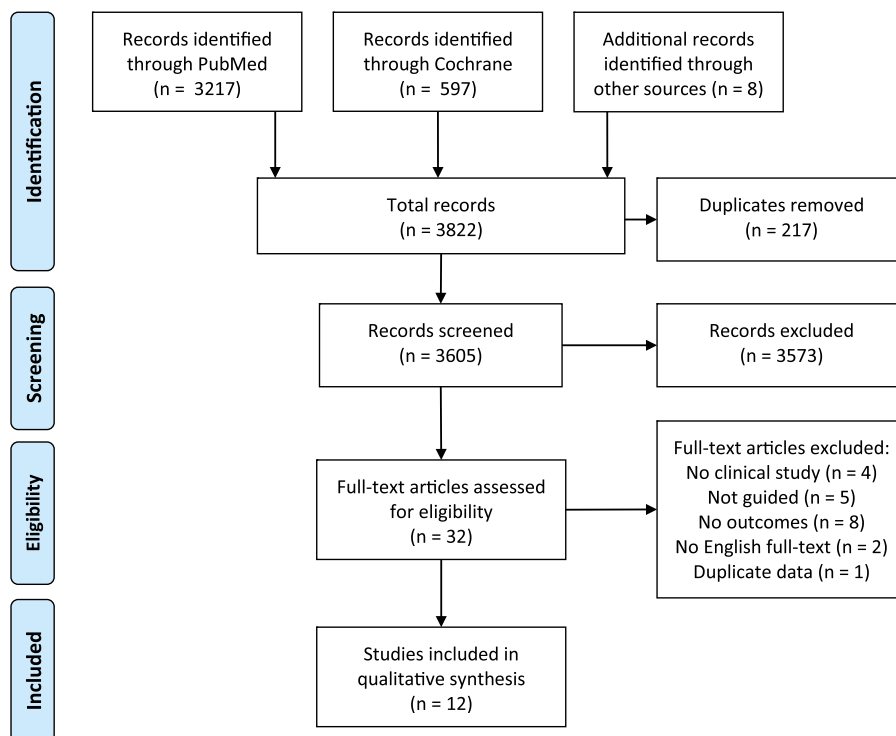 Identification
Records identified
through PubMed
(n =  3217)
Records identified
through Cochrane
(n =  597)
Additional records
identified through
other sources (n = 8)
Total records
(n = 3822)
Duplicates removed
(n = 217)
Screening
Records screened
(n = 3605)
Records excluded
(n = 3573)
Eligibility
Full-text articles assessed
for eligibility
(n = 32)
Full-text articles excluded:
No clinical study (n = 4)
Not guided (n = 5)
No outcomes (n = 8)
No English full-text (n = 2)
Duplicate data (n = 1)
Included
Studies included in
qualitative synthesis
(n = 12)